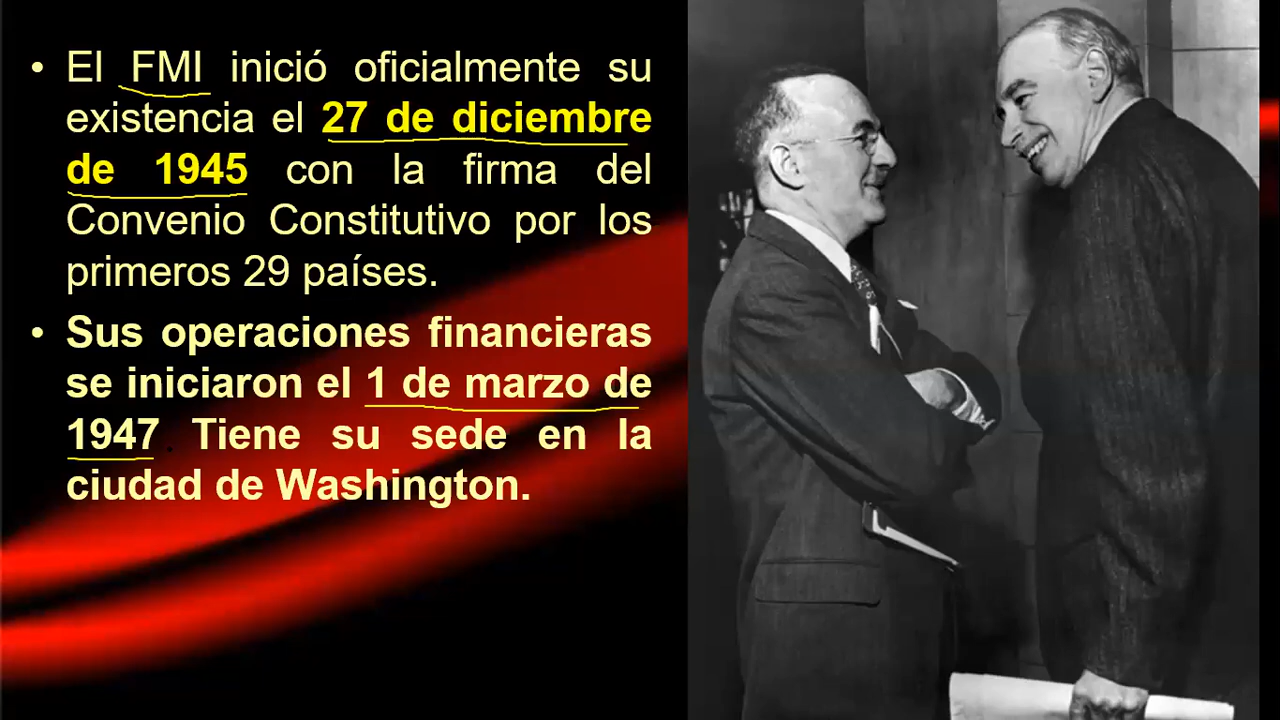 • El FMI inició oficialmente su
existencia el 27 de diciembre
de 1945 con la firma del
Convenio Constitutivo por los
primeros 29 países.
• Sus operaciones financieras
se iniciaron el 1 de marzo de
1947. Tiene su sede en la
ciudad de Washington.